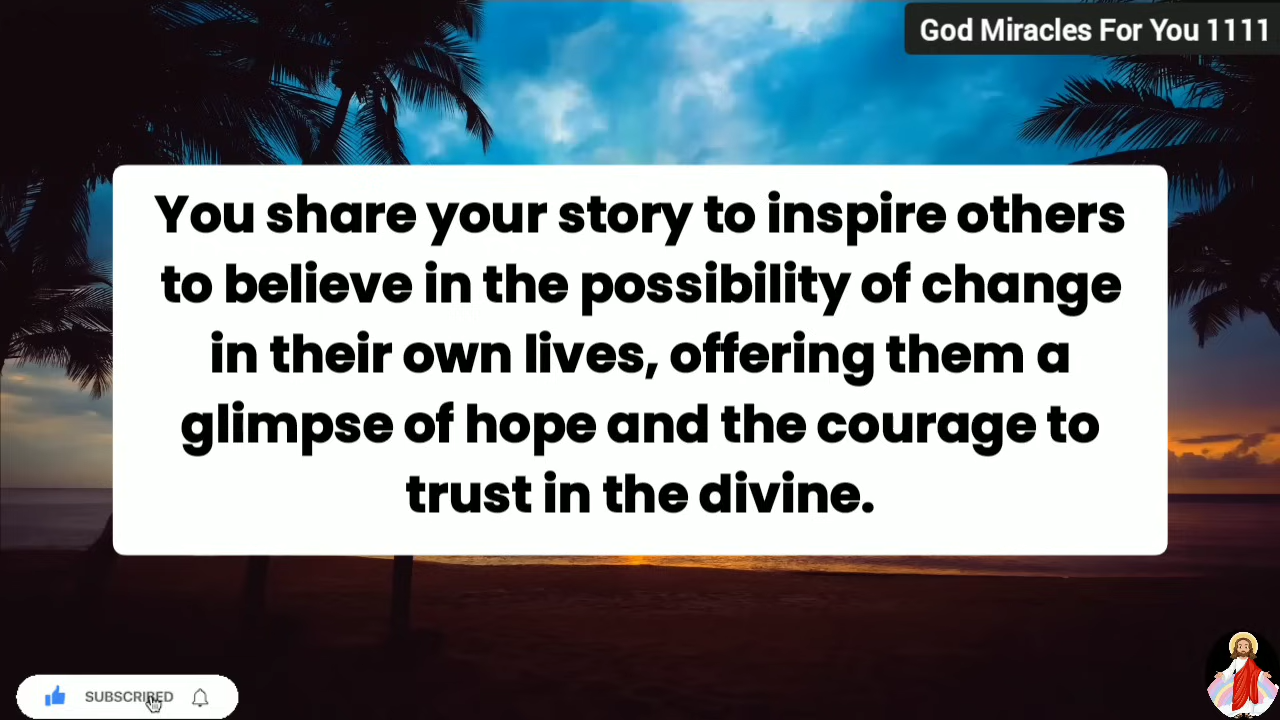 God Miracles For You 1111
You share your story to inspire others
to believe in the possibility of change
in their own lives, offering them a
glimpse of hope and the courage to
trust in the divine.
SUBSCRIBED